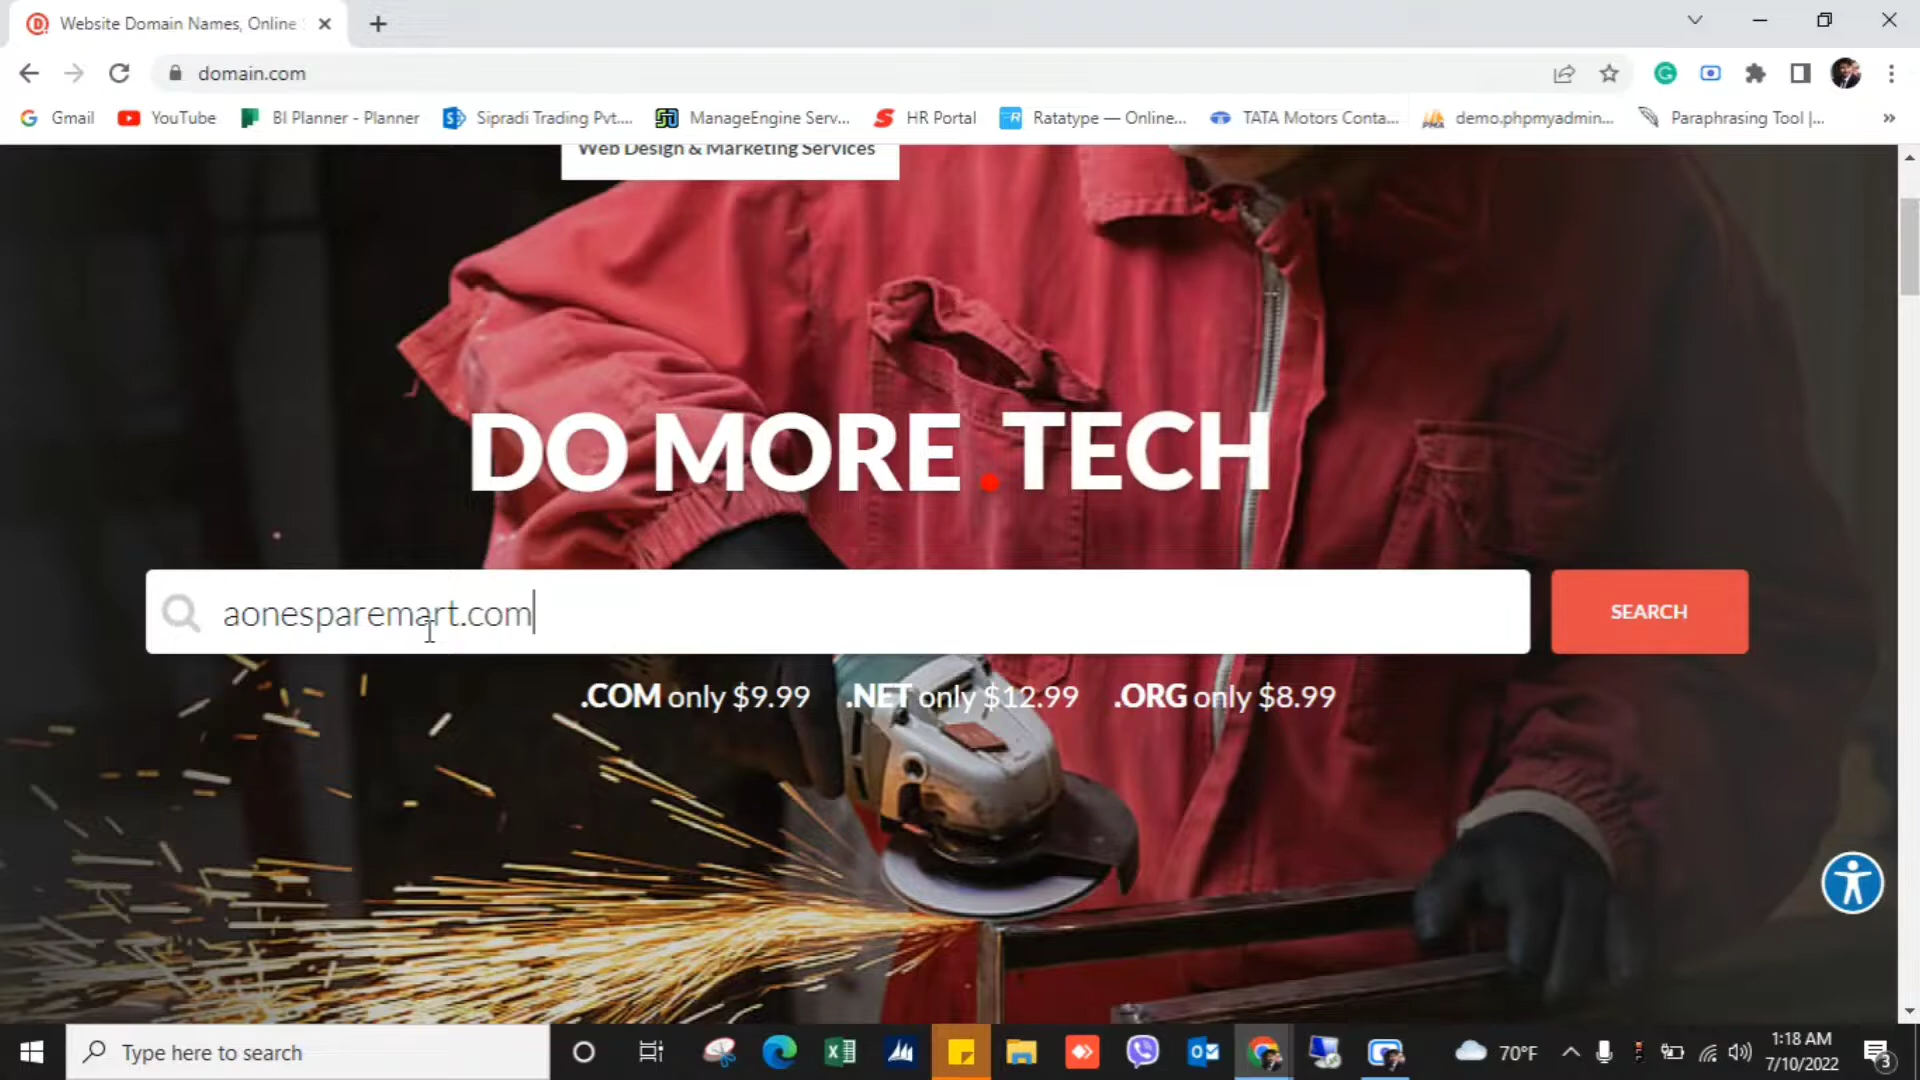 Website Domain Names, Online
domain.com
Gmail YouTube BI Planner - Planner Sipradi Trading Pvt.... ManageEngine Serv... HR Portal Ratatype — Online... TATA Motors Conta... demo.phpmyadmin... Paraphrasing Tool |...
Web Design & Marketing Services
DO MORE .TECH
aonesparemart.com
SEARCH
.COM only $9.99 .NET only $12.99 .ORG only $8.99
Type here to search
70°F
1:18 AM
7/10/2022
3